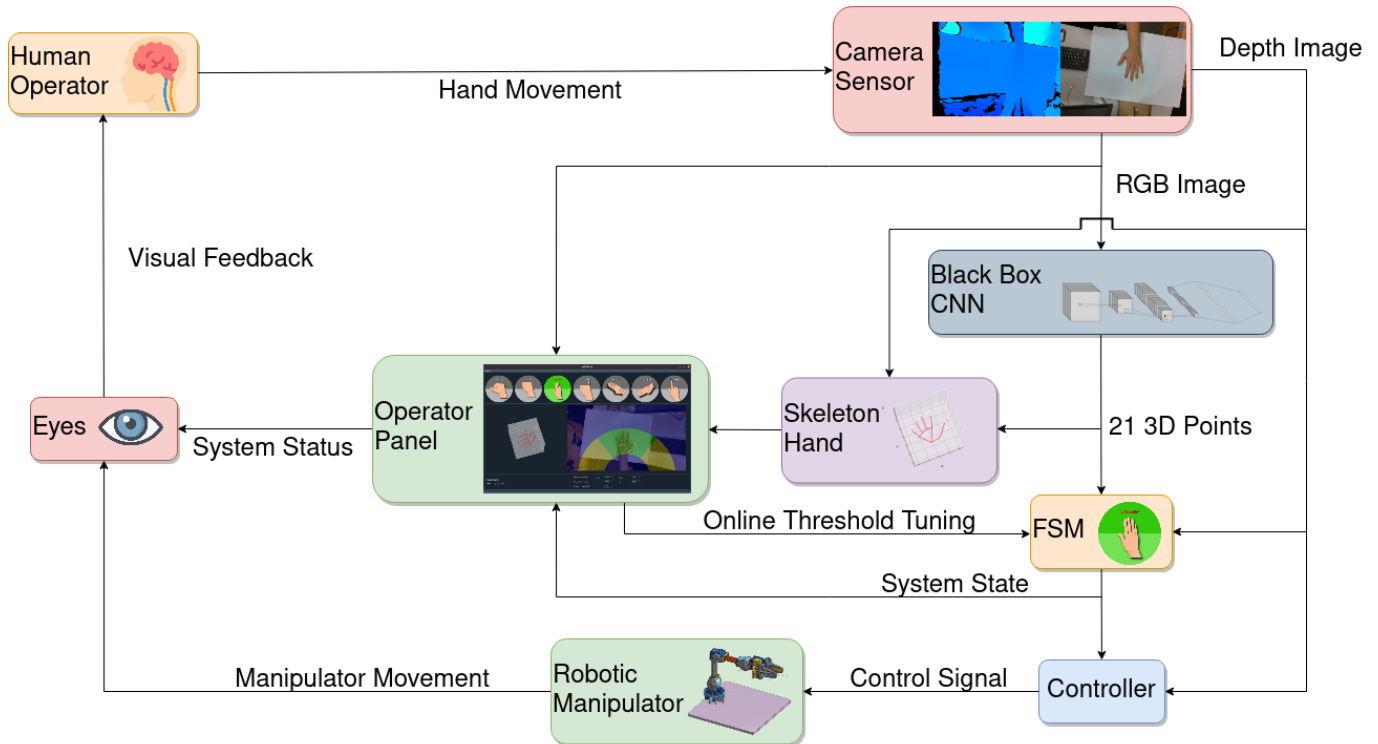 Human
Operator
Hand Movement
Camera
Sensor
Depth Image
RGB Image
Visual Feedback
Black Box
CNN
Operator
Panel
Skeleton
Hand
21 3D Points
Eyes
System Status
Online Threshold Tuning
FSM
System State
Manipulator Movement
Robotic
Manipulator
Control Signal
Controller